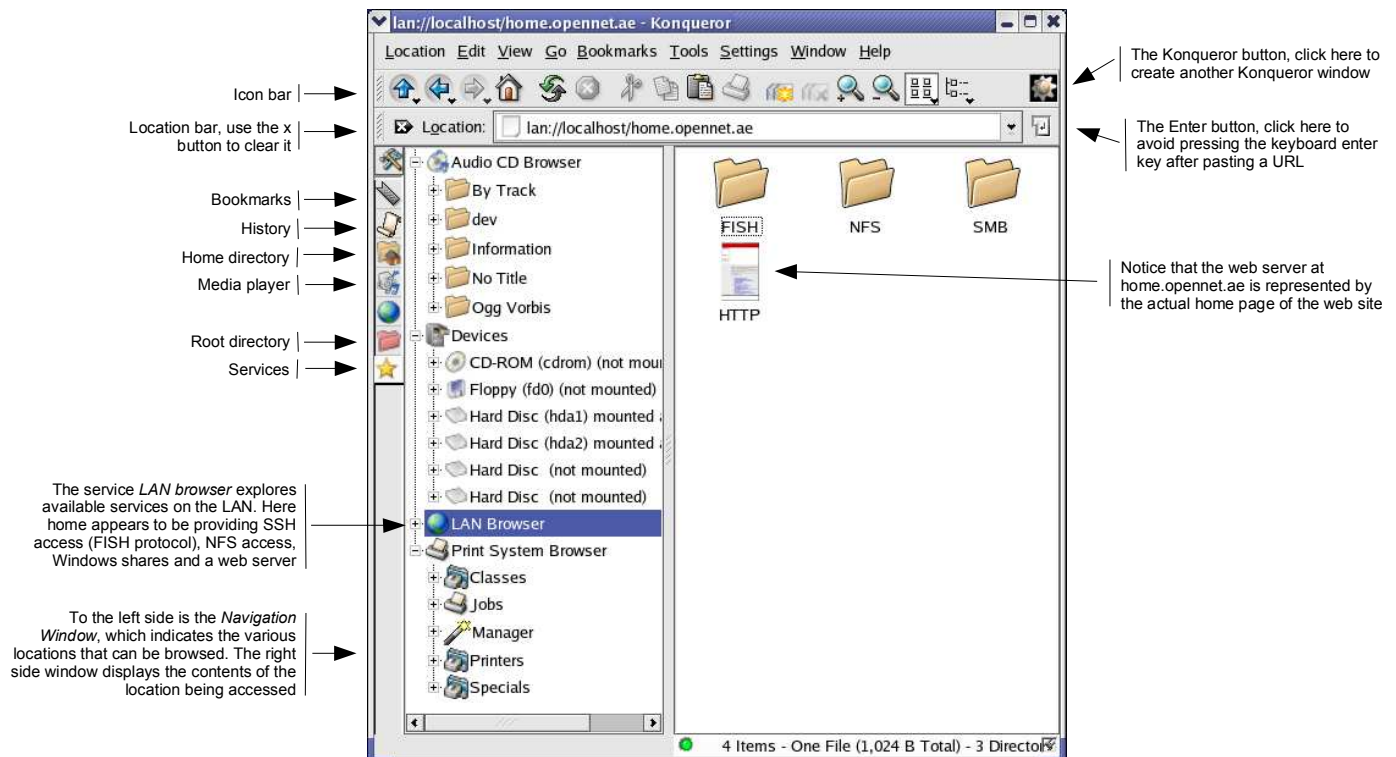 lan://localhost/home.opennet.ae - Konqueror
Location Edit View Go Bookmarks Tools Settings Window Help
The Konqueror button, click here to
create another Konqueror window
Icon bar
Location bar, use the x
button to clear it
Location: lan://localhost/home.opennet.ae
The Enter button, click here to
avoid pressing the keyboard enter
key after pasting a URL
Bookmarks
History
Home directory
Media player
Root directory
Services
Audio CD Browser
By Track
dev
Information
No Title
Ogg Vorbis
Devices
CD-ROM (cdrom) (not moun
Floppy (fd0) (not mounted)
Hard Disc (hda1) mounted a
Hard Disc (hda2) mounted a
Hard Disc (not mounted)
Hard Disc (not mounted)
LAN Browser
Print System Browser
Classes
Jobs
Manager
Printers
Specials
FISH NFS SMB
HTTP
Notice that the web server at
home.opennet.ae is represented by
the actual home page of the web site
The service LAN browser explores
available services on the LAN. Here
home appears to be providing SSH
access (FISH protocol), NFS access,
Windows shares and a web server
To the left side is the Navigation
Window, which indicates the various
locations that can be browsed. The right
side window displays the contents of the
location being accessed
4 Items - One File (1,024 B Total) - 3 Director